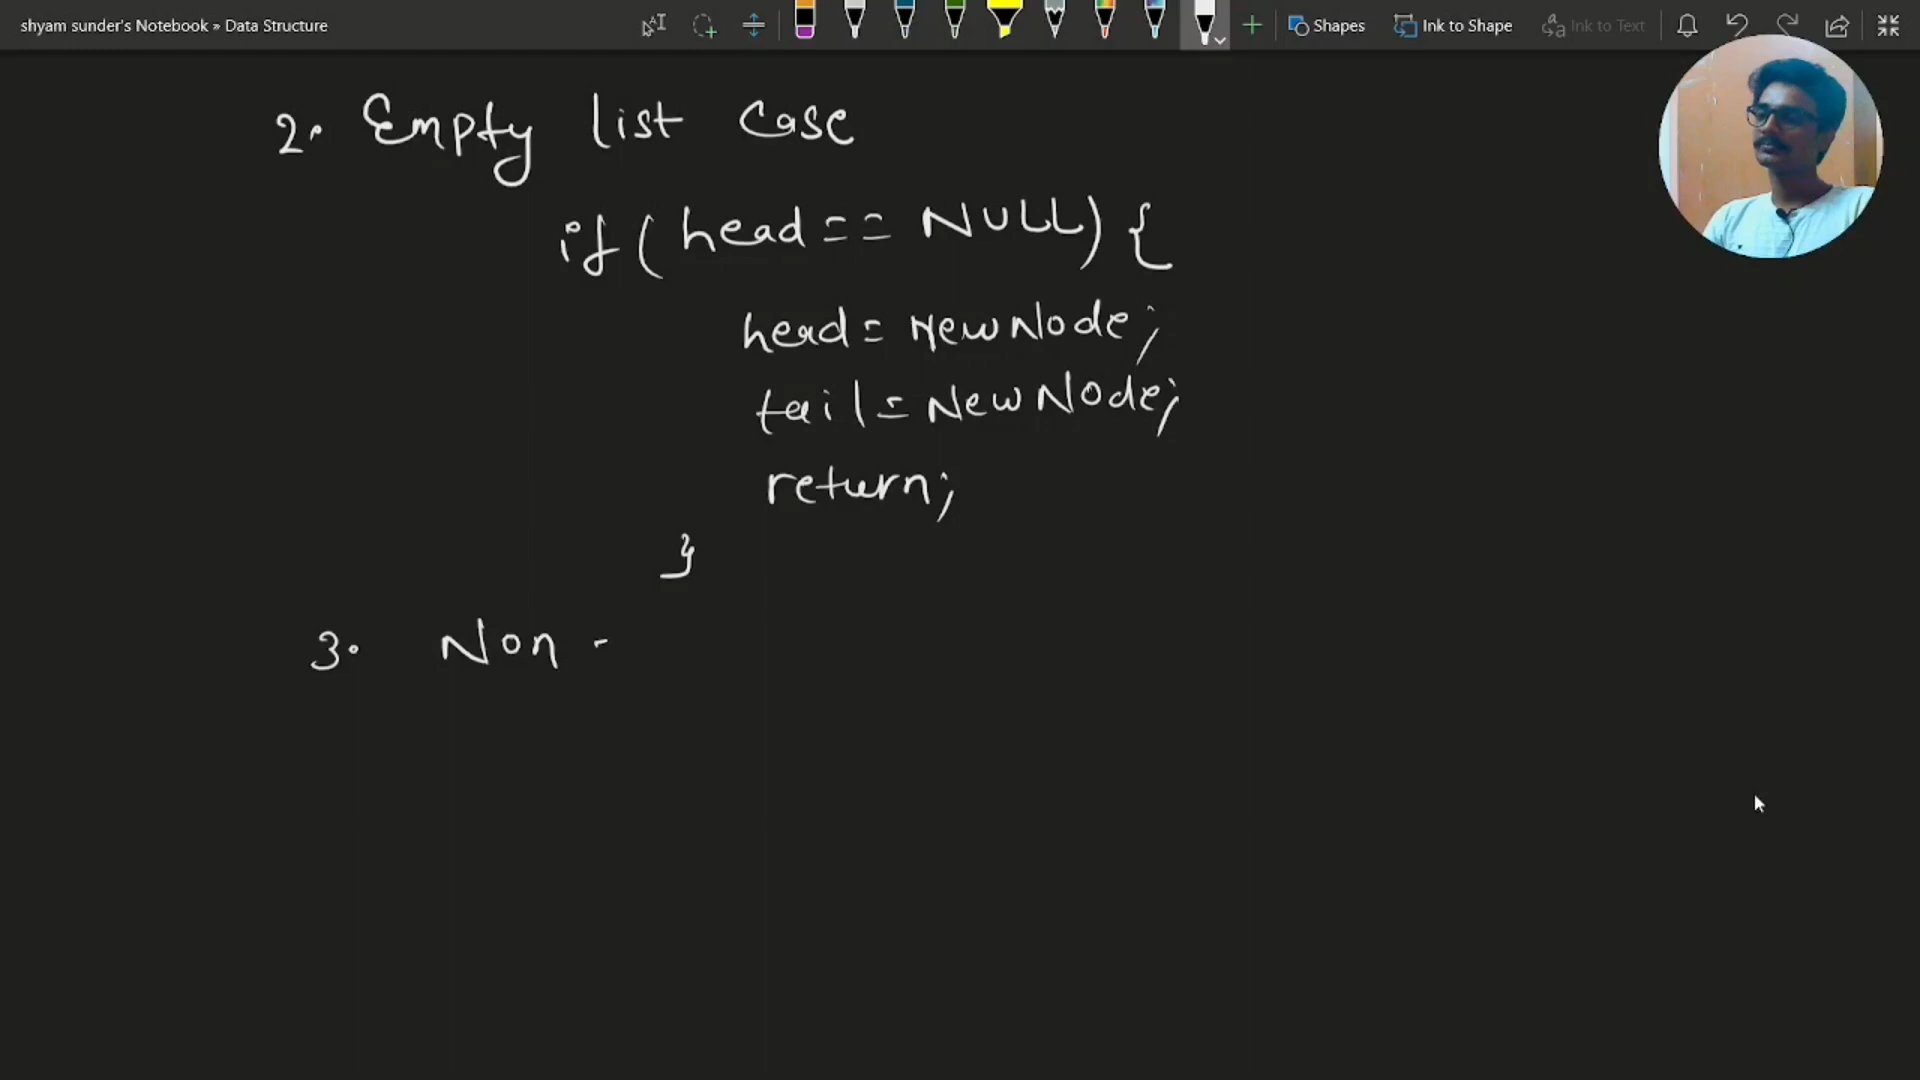 shyam sunder's Notebook » Data Structure
Shapes
Ink to Shape
Ink to Text
2. Empty list case
if (head == NULL) {
head = NewNode;
tail = NewNode;
return;
}
3. Non -